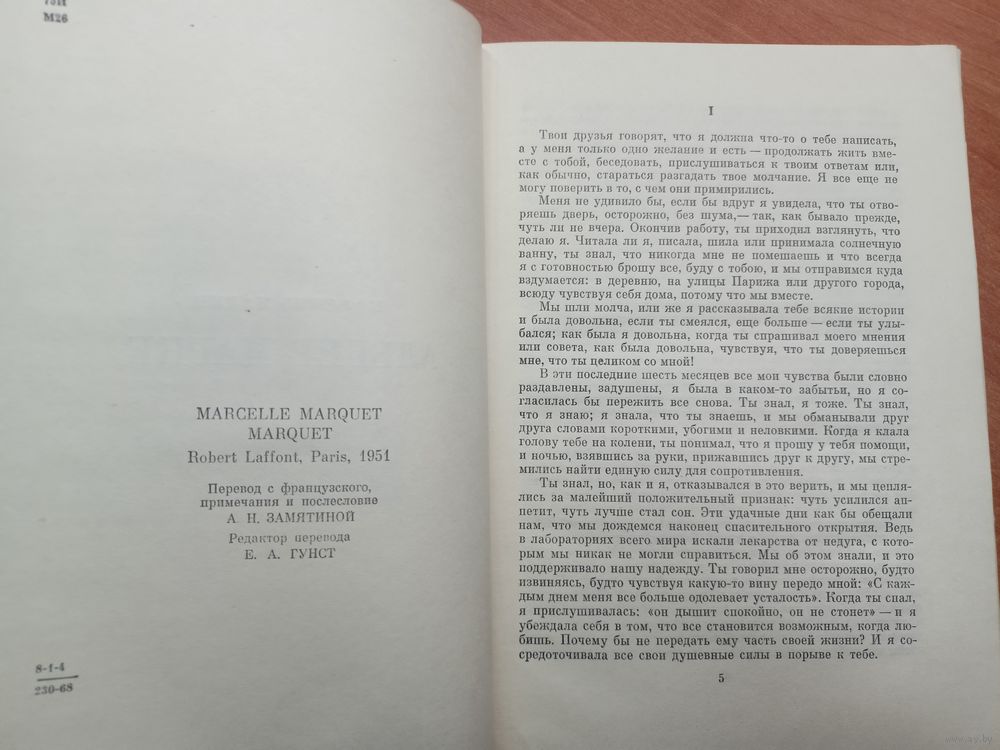 75И
М26
MARCELLE MARQUET
MARQUET
Robert Laffont, Paris, 1951
Перевод с французского,
примечания и послесловие
А. Н. ЗАМЯТИНОЙ
Редактор перевода
Е. А. ГУНСТ
8-1-4
230-68
I
Твои друзья говорят, что я должна что-то о тебе написать,
а у меня только одно желание и есть — продолжать жить вме-
сте с тобой, беседовать, прислушиваться к твоим ответам или,
как обычно, стараться разгадать твое молчание. Я все еще не
могу поверить в то, с чем они примирились.
Меня не удивило бы, если бы вдруг я увидела, что ты отво-
ряешь дверь, осторожно, без шума,— так, как бывало прежде,
чуть ли не вчера. Окончив работу, ты приходил взглянуть, что
делаю я. Читала ли я, писала, шила или принимала солнечную
ванну, ты знал, что никогда мне не помешаешь и что всегда
я с готовностью брошу все, буду с тобою, и мы отправимся куда
вздумается: в деревню, на улицы Парижа или другого города,
всюду чувствуя себя дома, потому что мы вместе.
Мы шли молча, или же я рассказывала тебе всякие истории
и была довольна, если ты смеялся, еще больше — если ты улы-
бался; как была я довольна, когда ты спрашивал моего мнения
или совета, как была довольна, чувствуя, что ты доверяешься
мне, что ты целиком со мной!
В эти последние шесть месяцев все мои чувства были словно
раздавлены, задушены, я была в каком-то забытьи, но я со-
гласилась бы пережить все снова. Ты знал, я тоже. Ты знал,
что я знаю; я знала, что ты знаешь, и мы обманывали друг
друга словами короткими, убогими и неловкими. Когда я клала
голову тебе на колени, ты понимал, что я прошу у тебя помощи,
и ночью, взявшись за руки, прижавшись друг к другу, мы стре-
мились найти единую силу для сопротивления.
Ты знал, но, как и я, отказывался в это верить, и мы цепля-
лись за малейший положительный признак: чуть усилился ап-
петит, чуть лучше стал сон. Эти удачные дни как бы обещали
нам, что мы дождемся наконец спасительного открытия. Ведь
в лабораториях всего мира искали лекарства от недуга, с кото-
рым мы никак не могли справиться. Мы об этом знали, и это
поддерживало нашу надежду. Ты говорил мне осторожно, будто
извиняясь, будто чувствуя какую-то вину передо мной: «С каж-
дым днем меня все больше одолевает усталость». Когда ты спал,
я прислушивалась: «он дышит спокойно, он не стонет» — и я
убеждала себя в том, что все становится возможным, когда лю-
бишь. Почему бы не передать ему часть своей жизни? И я со-
средоточивала все свои душевные силы в порыве к тебе.
5
www.ay.by